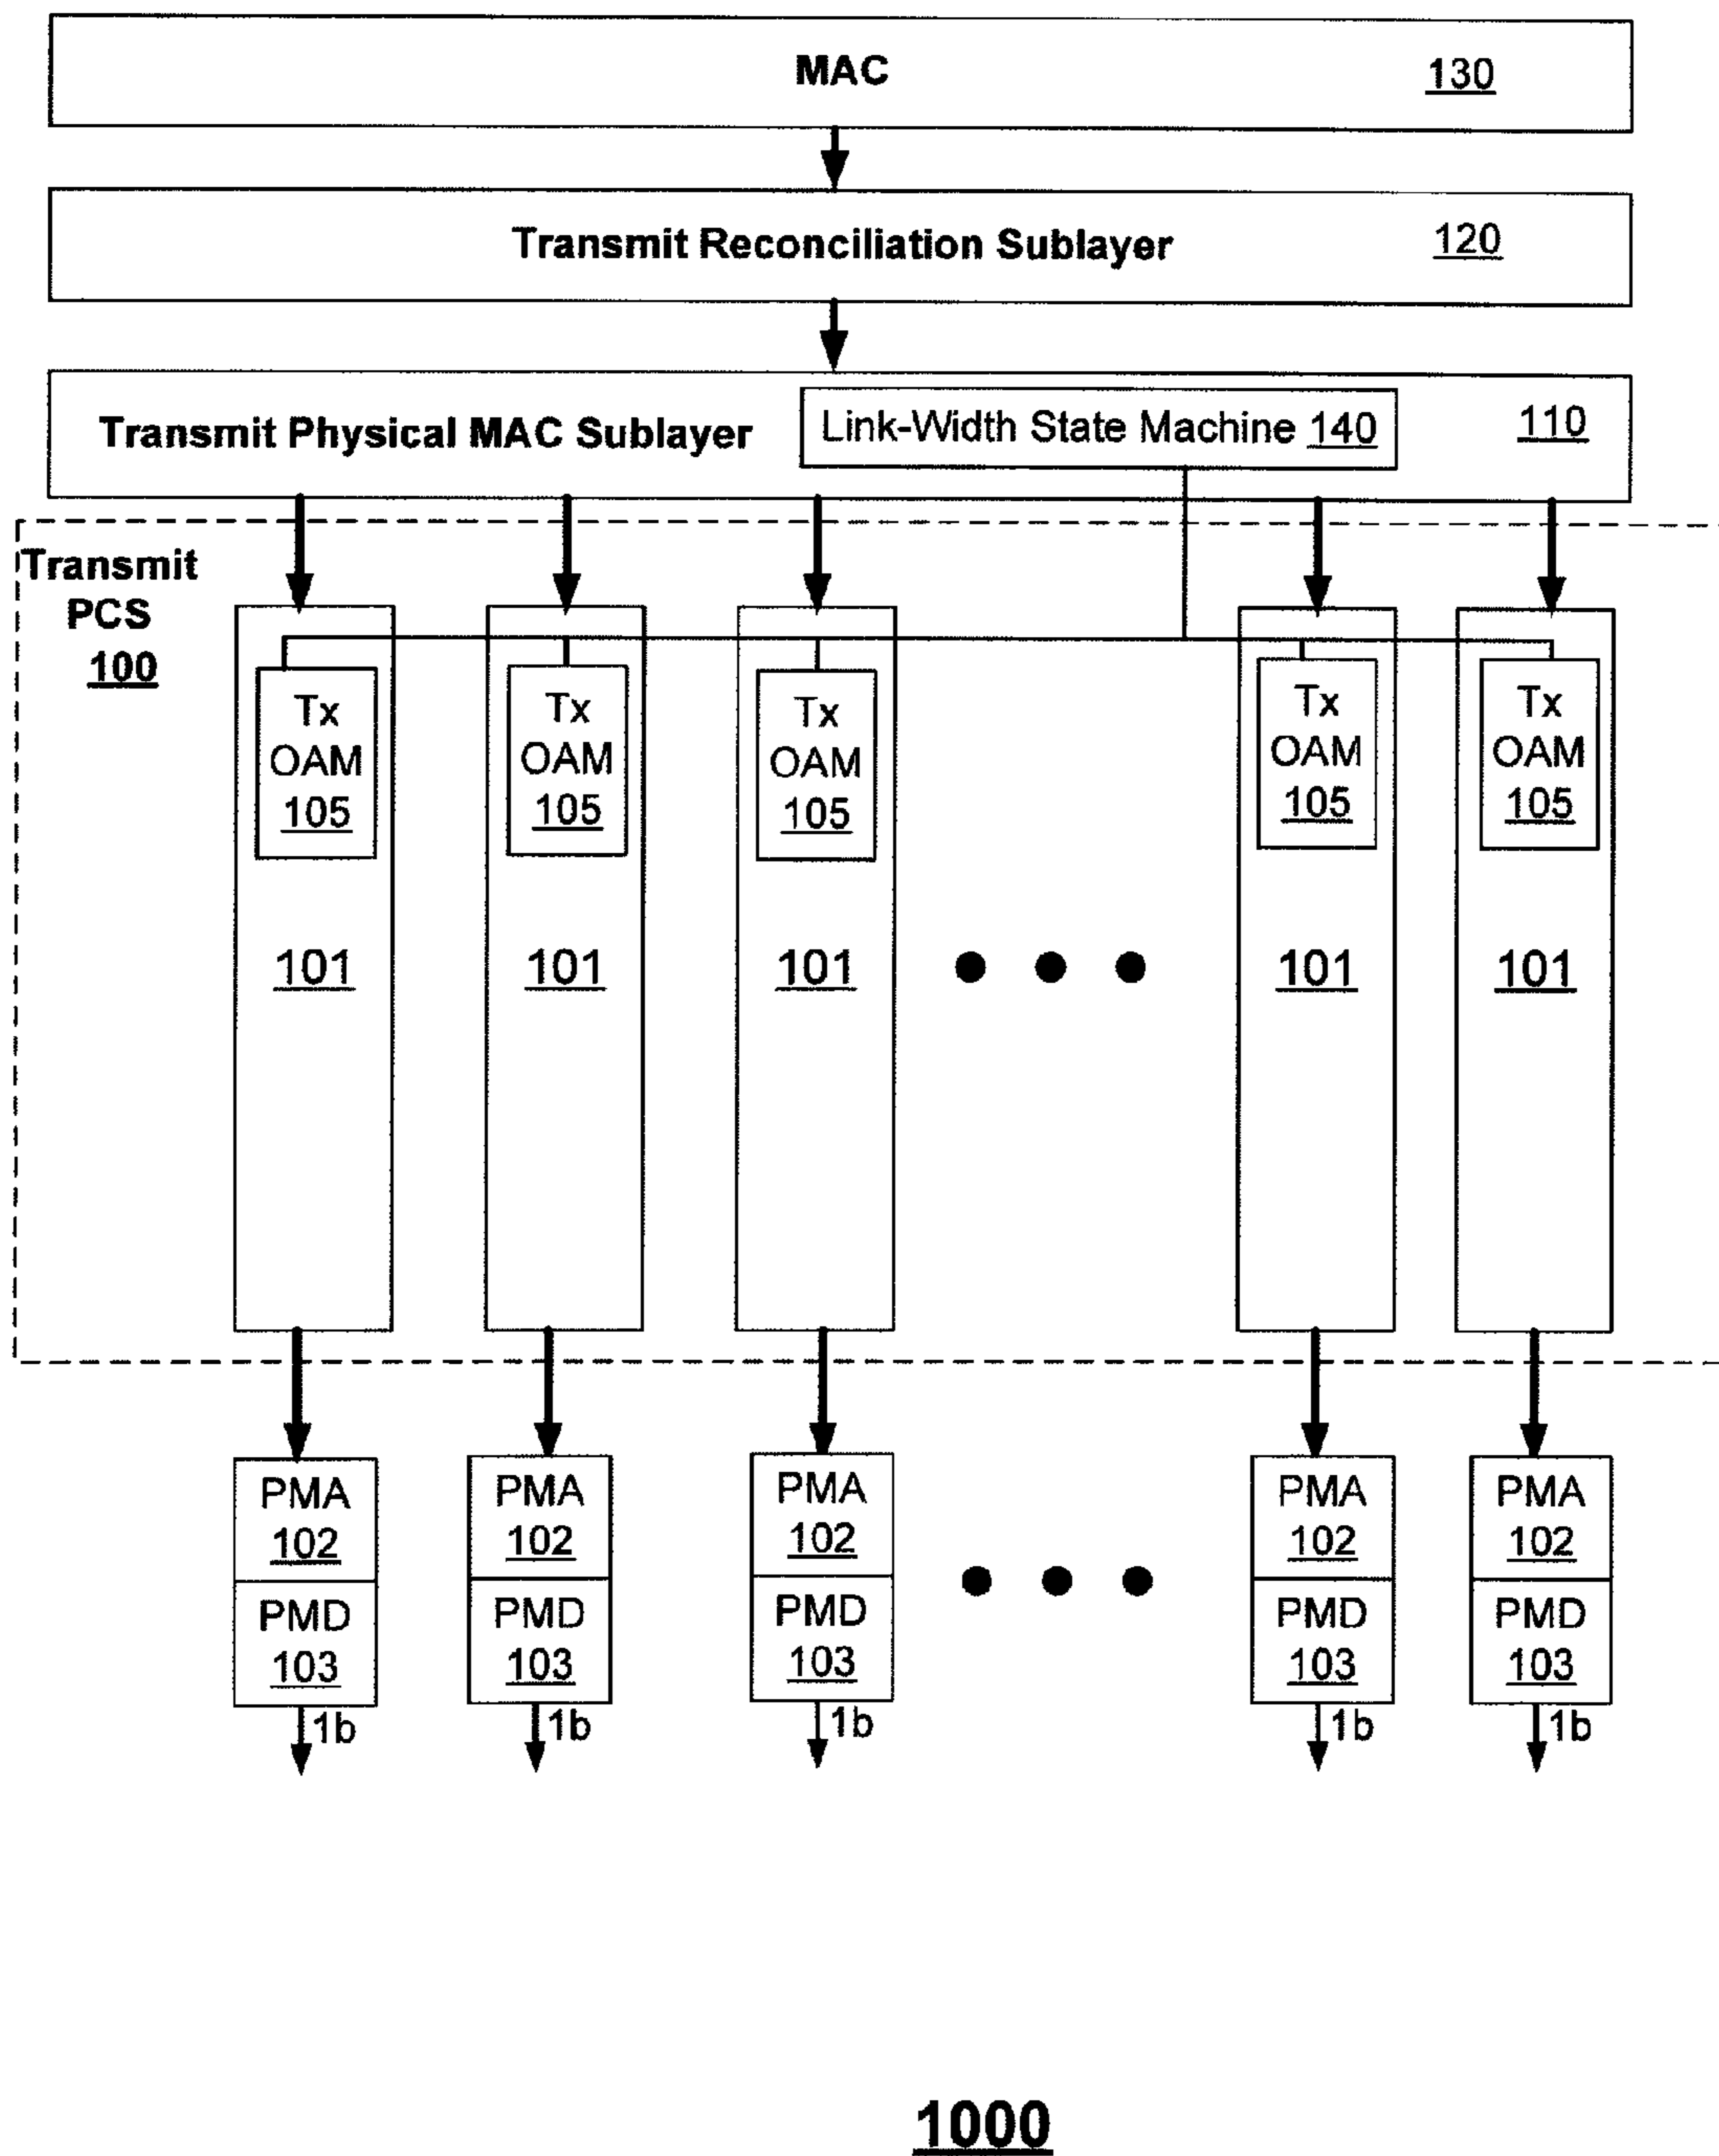 MAC 130
Transmit Reconciliation Sublayer 120
Transmit Physical MAC Sublayer Link-Width State Machine 140 110
Transmit
PCS
100
Tx Tx Tx Tx Tx
OAM OAM OAM OAM OAM
105 105 105 105 105
101 101 101 101 101
PMA PMA PMA PMA PMA
102 102 102 102 102
PMD PMD PMD PMD PMD
103 103 103 103 103
1b 1b 1b 1b 1b
1000